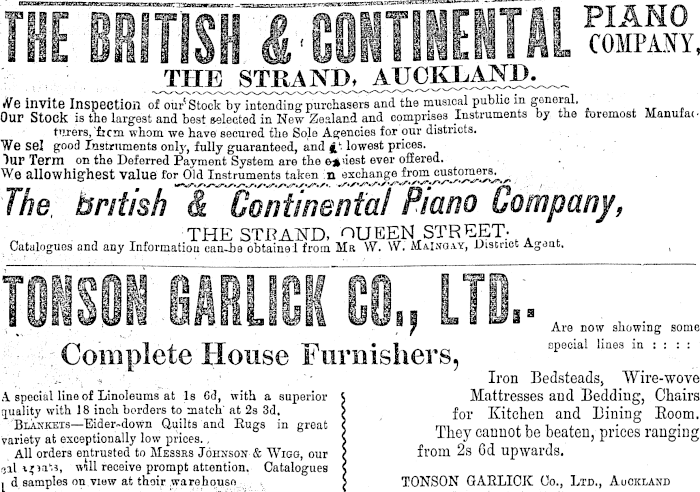 THE BRITISH & CONTINENTAL PIANO
COMPANY,
THE STRAND, AUCKLAND.
We invite Inspection of our Stock by intending purchasers and the musical public in general.
Our Stock is the largest and best selected in New Zealand and comprises Instruments by the foremost Manufac-
turers, from whom we have secured the Sole Agencies for our districts.
We sel good Instruments only, fully guaranteed, and at lowest prices.
Our Term on the Deferred Payment System are the easiest ever offered.
We allow highest value for Old Instruments taken in exchange from customers.
The British & Continental Piano Company,
THE STRAND, QUEEN STREET.
Catalogues and any Information can be obtained from MR W. W. MAINGAY, District Agent.
TONSON GARLICK CO., LTD..
Complete House Furnishers,
A special line of Linoleums at 1s 6d, with a superior
quality with 18 inch borders to match at 2s 3d.
BLANKETS—Eider-down Quilts and Rugs in great
variety at exceptionally low prices.
All orders entrusted to MESSRS JOHNSON & WIGG, our
will receive prompt attention. Catalogues
d samples on view at their warehouse
Are now showing some
special lines in : : : :
Iron Bedsteads, Wire-wove
Mattresses and Bedding, Chairs
for Kitchen and Dining Room.
They cannot be beaten, prices ranging
from 2s 6d upwards.
TONSON GARLICK CO., LTD., AUCKLAND